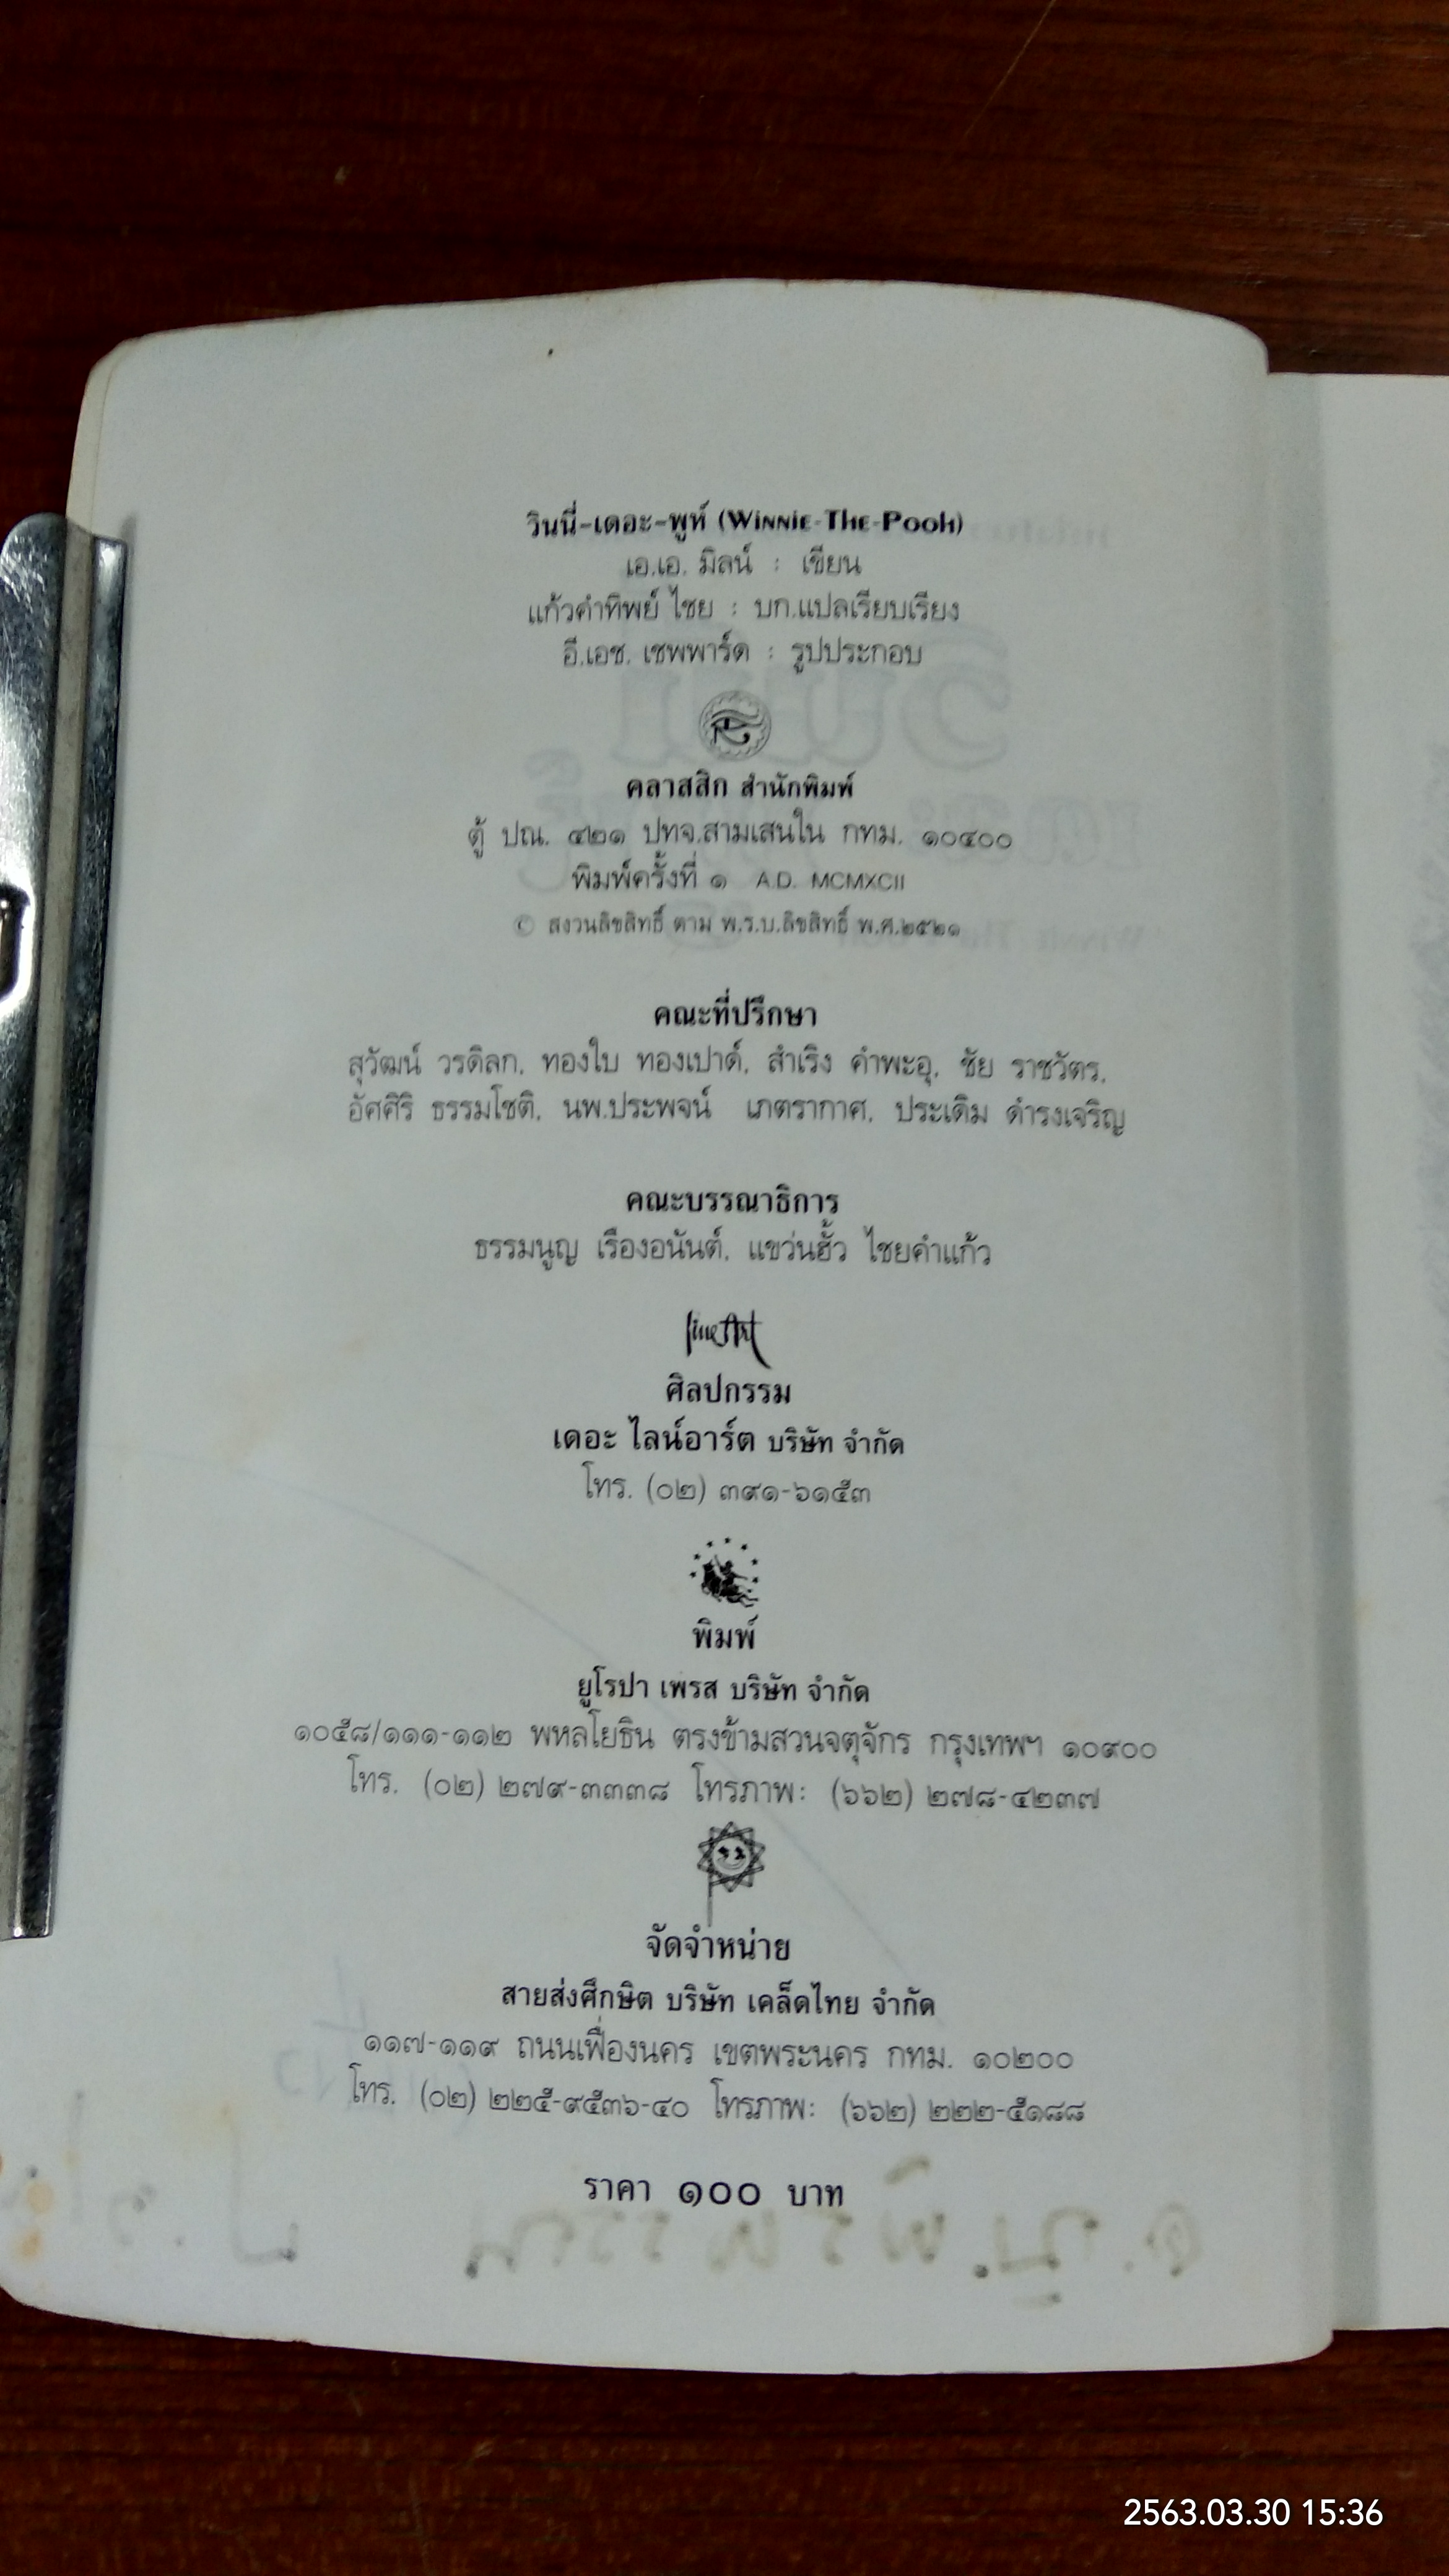 วินนี่-เดอะ-พูห์ (Winnie-The-Pooh)
เอ.เอ. มิลน์ : เขียน
แก้วคำทิพย์ ไชย : บก.แปลเรียบเรียง
อี.เอช. เชพพาร์ด : รูปประกอบ
คลาสสิก สำนักพิมพ์
ตู้ ปณ. ๔๒๑ ปทจ.สามเสนใน กทม. ๑๐๔๐๐
พิมพ์ครั้งที่ ๑ A.D. MCMXCII
© สงวนลิขสิทธิ์ ตาม พ.ร.บ.ลิขสิทธิ์ พ.ศ.๒๕๒๑
คณะที่ปรึกษา
สุวัฒน์ วรดิลก, ทองใบ ทองเปาด์, สำเริง คำพะอุ, ชัย ราชวัตร,
อัศศิริ ธรรมโชติ, นพ.ประพจน์ เภตรากาศ, ประเดิม ดำรงเจริญ
คณะบรรณาธิการ
ธรรมนูญ เรืองอนันต์, แขว่นฮั้ว ไชยคำแก้ว
lineArt
ศิลปกรรม
เดอะ ไลน์อาร์ต บริษัท จำกัด
โทร. (๐๒) ๓๙๑-๖๑๕๓
พิมพ์
ยูโรปา เพรส บริษัท จำกัด
๑๐๕๘/๑๑๑-๑๑๒ พหลโยธิน ตรงข้ามสวนจตุจักร กรุงเทพฯ ๑๐๙๐๐
โทร. (๐๒) ๒๗๙-๓๓๓๘ โทรภาพ: (๖๖๒) ๒๗๘-๔๒๓๗
จัดจำหน่าย
สายส่งศึกษิต บริษัท เคล็ดไทย จำกัด
๑๑๗-๑๑๙ ถนนเฟื่องนคร เขตพระนคร กทม. ๑๐๒๐๐
โทร. (๐๒) ๒๒๕-๙๕๓๖-๔๐ โทรภาพ: (๖๖๒) ๒๒๒-๕๑๘๘
ราคา ๑๐๐ บาท
2563.03.30 15:36